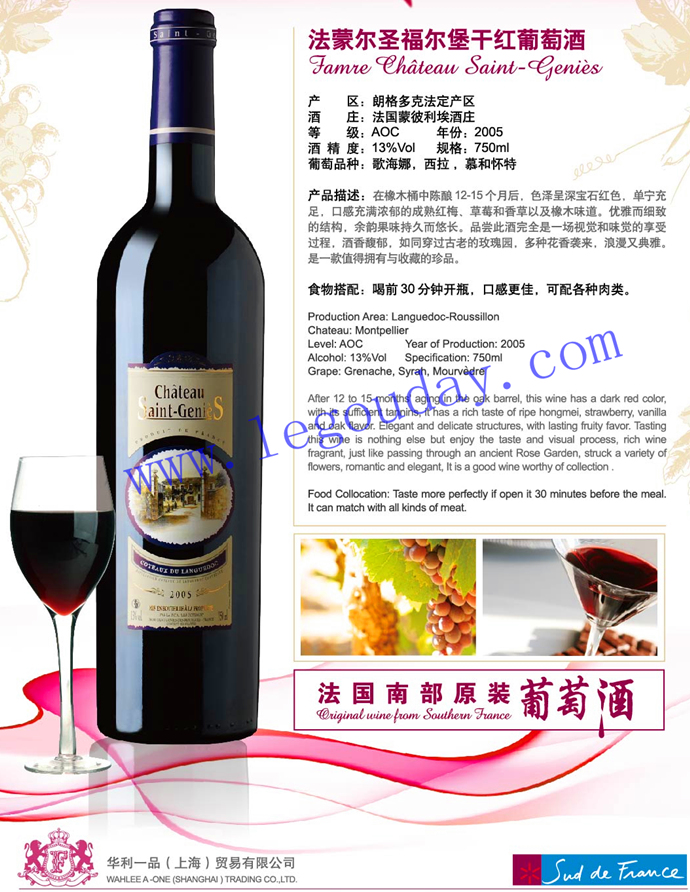 法蒙尔圣福尔堡干红葡萄酒
Famre Château Saint-Geniès
产 区：朗格多克法定产区
酒 庄：法国蒙彼利埃酒庄
等 级：AOC 年份：2005
酒 精 度：13%Vol 规格：750ml
葡萄品种：歌海娜，西拉 ，慕和怀特
产品描述：在橡木桶中陈酿 12-15 个月后，色泽呈深宝石红色，单宁充
足，口感充满浓郁的成熟红梅、草莓和香草以及橡木味道。优雅而细致
的结构，余韵果味持久而悠长。品尝此酒完全是一场视觉和味觉的享受
过程，酒香馥郁，如同穿过古老的玫瑰园，多种花香袭来，浪漫又典雅。
是一款值得拥有与收藏的珍品。
食物搭配：喝前 30 分钟开瓶，口感更佳，可配各种肉类。
Production Area: Languedoc-Roussillon
Chateau: Montpellier
Level: AOC Year of Production: 2005
Alcohol: 13%Vol Specification: 750ml
Grape: Grenache, Syrah, Mourvèdre
After 12 to 15 months' aging in the oak barrel, this wine has a dark red color,
with its sufficient tannins, it has a rich taste of ripe hongmei, strawberry, vanilla
and oak flavor. Elegant and delicate structures, with lasting fruity favor. Tasting
this wine is nothing else but enjoy the taste and visual process, rich wine
fragrant, just like passing through an ancient Rose Garden, struck a variety of
flowers, romantic and elegant, It is a good wine worthy of collection .
Food Collocation: Taste more perfectly if open it 30 minutes before the meal.
It can match with all kinds of meat.
www.legouday.com
Château
Saint-Geniès
PRODUIT DE FRANCE
COTEAUX DU LANGUEDOC
2005
法国南部原装葡萄酒
Original wine from Southern France
F
华利一品（上海）贸易有限公司
WAHLEE A -ONE (SHANGHAI ) TRADING CO.,LTD.
Sud de France